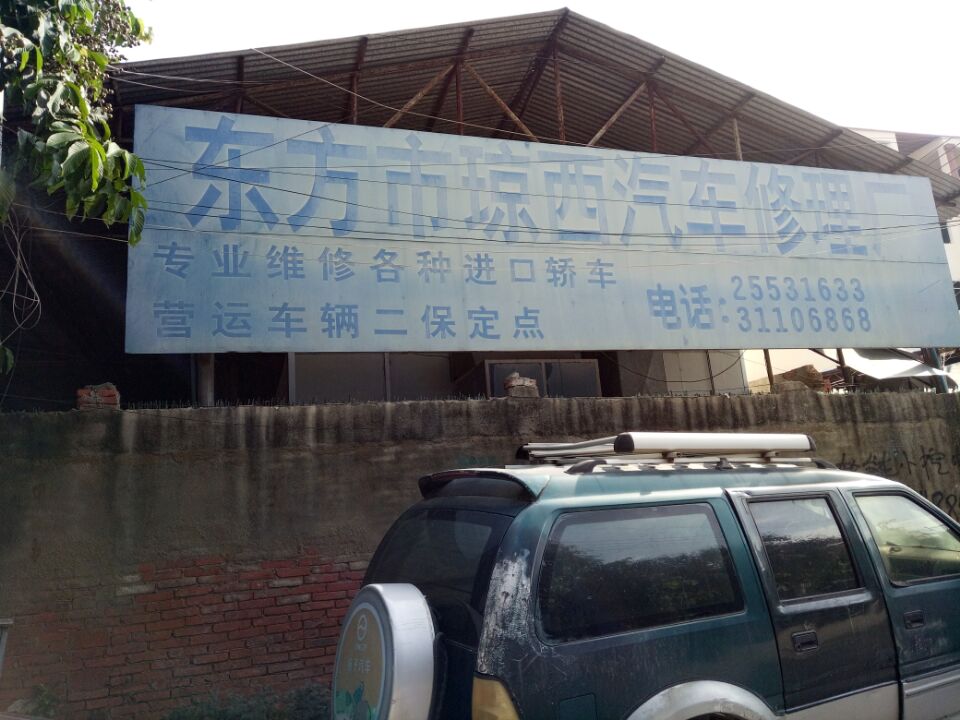 东方市琼西汽车修理厂
专业维修各种进口轿车
营运车辆二保定点
电话:25531633
31106868